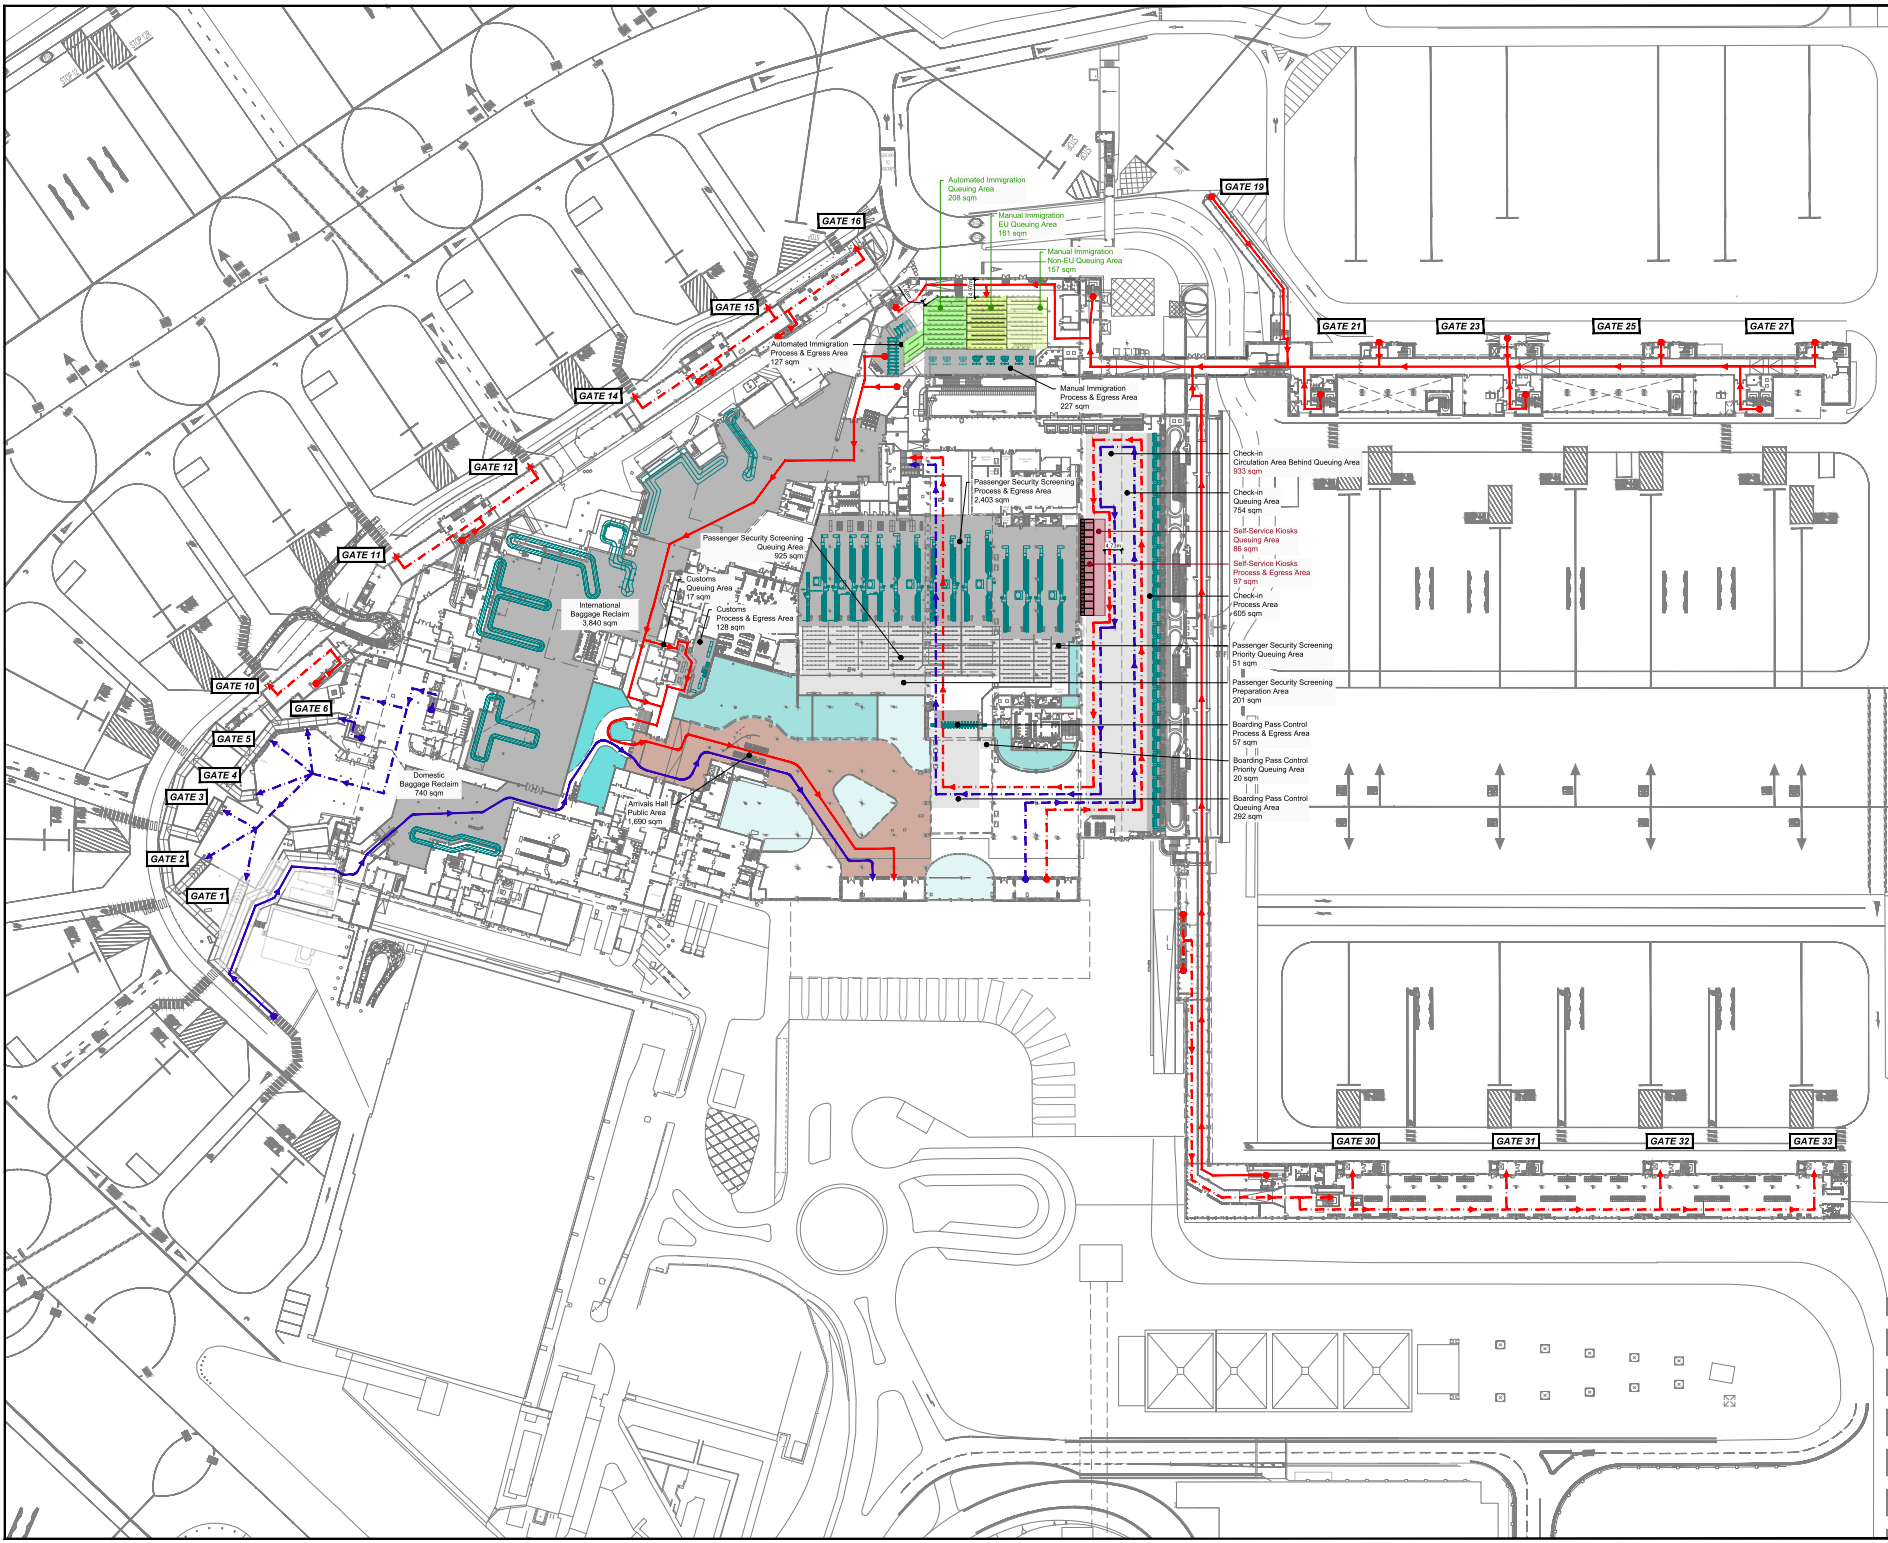 STOP 12R
STOP 12
STOP
STOP
STOP
GATE 19
Automated Immigration
Queuing Area
208 sqm
Manual Immigration
EU Queuing Area
161 sqm
Manual Immigration
Non-EU Queuing Area
157 sqm
GATE 16
GATE 15
GATE 14
GATE 12
GATE 11
GATE 10
GATE 21
GATE 23
GATE 25
GATE 27
Automated Immigration
Process & Egress Area
127 sqm
Manual Immigration
Process & Egress Area
227 sqm
Check-in
Circulation Area Behind Queuing Area
933 sqm
Check-in
Queuing Area
754 sqm
Self-Service Kiosks
Queuing Area
86 sqm
4.73m
Self-Service Kiosks
Process & Egress Area
97 sqm
Check-in
Process Area
605 sqm
Passenger Security Screening
Priority Queuing Area
51 sqm
Passenger Security Screening
Preparation Area
201 sqm
Boarding Pass Control
Process & Egress Area
57 sqm
Boarding Pass Control
Priority Queuing Area
20 sqm
Boarding Pass Control
Queuing Area
292 sqm
Passenger Security Screening
Process & Egress Area
2,403 sqm
Passenger Security Screening
Queuing Area
925 sqm
Customs
Queuing Area
17 sqm
Customs
Process & Egress Area
128 sqm
International
Baggage Reclaim
3,840 sqm
Domestic
Baggage Reclaim
740 sqm
Arrivals Hall
Public Area
1,690 sqm
GATE 6
GATE 5
GATE 4
GATE 3
GATE 2
GATE 1
GATE 30
GATE 31
GATE 32
GATE 33